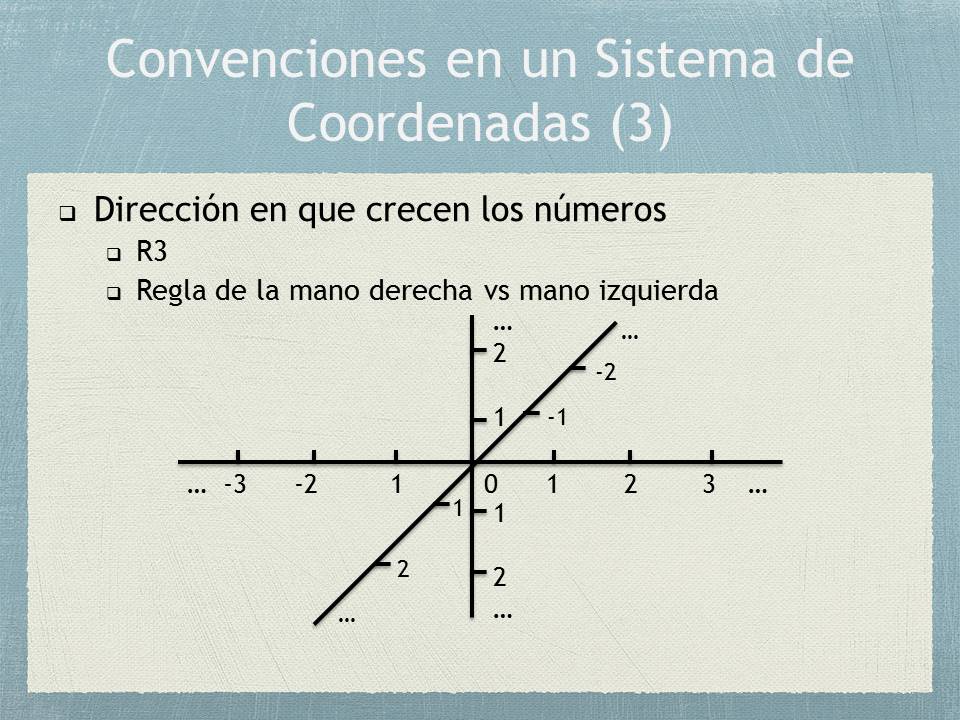 Convenciones en un Sistema de
Coordenadas (3)
Dirección en que crecen los números
R3
Regla de la mano derecha vs mano izquierda
...
...
2
-2
1
-1
... -3 -2 1 0 1 2 3 ...
1
1
2
2
...
...